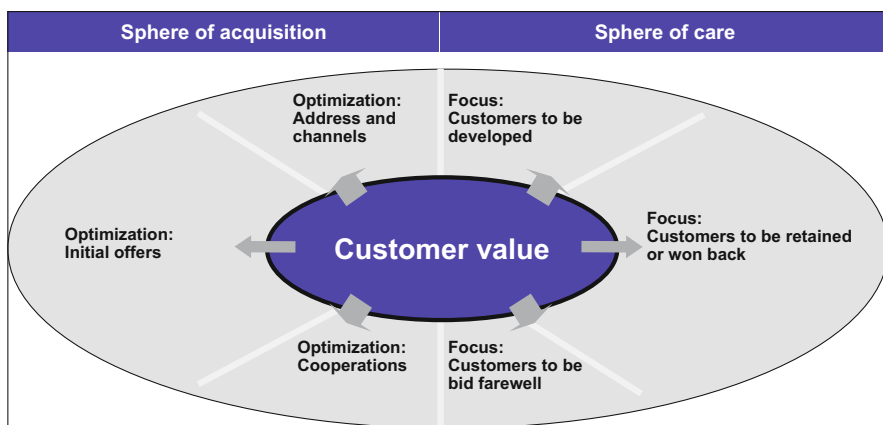 Sphere of acquisition
Sphere of care
Optimization:
Address and
channels
Focus:
Customers to be
developed
Optimization:
Initial offers
Customer value
Focus:
Customers to be retained
or won back
Optimization:
Cooperations
Focus:
Customers to be
bid farewell